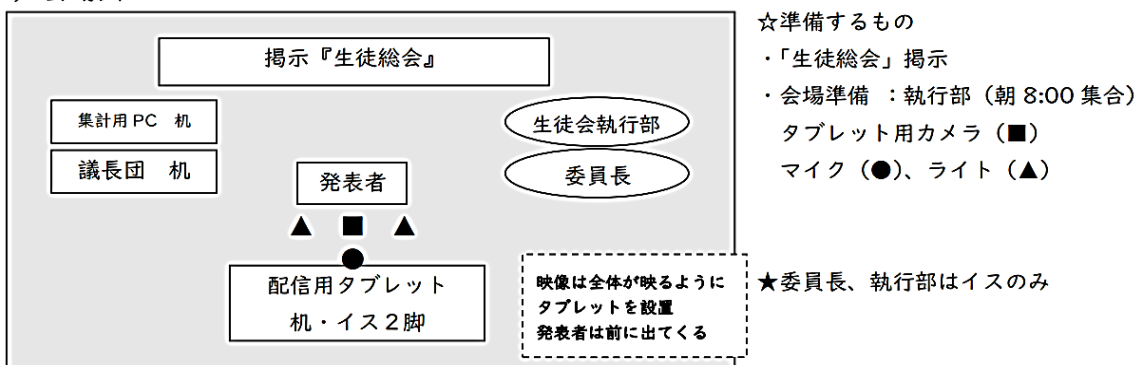 掲示『生徒総会』
集計用PC 机
議長団 机
生徒会執行部
委員長
発表者
▲ ■ ▲
●
配信用タブレット
机・イス2脚
映像は全体が映るように
タブレットを設置
発表者は前に出てくる
☆準備するもの
・「生徒総会」掲示
・会場準備 :執行部(朝8:00集合)
タブレット用カメラ(■)
マイク(●)、ライト(▲)
★委員長、執行部はイスのみ